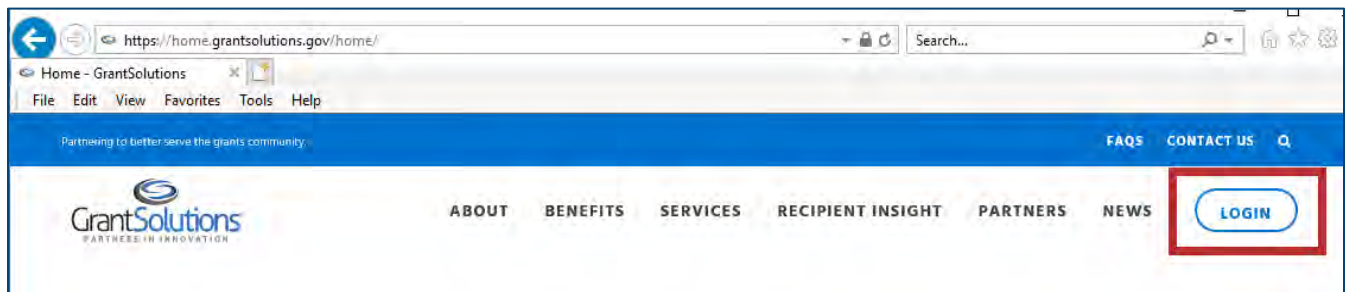 https://home.grantsolutions.gov/home/ Search...
Home - GrantSolutions
File Edit View Favorites Tools Help
Partnering to better serve the grants community FAQS CONTACT US
GrantSolutions
PARTNERS IN INNOVATION
ABOUT BENEFITS SERVICES RECIPIENT INSIGHT PARTNERS NEWS LOGIN